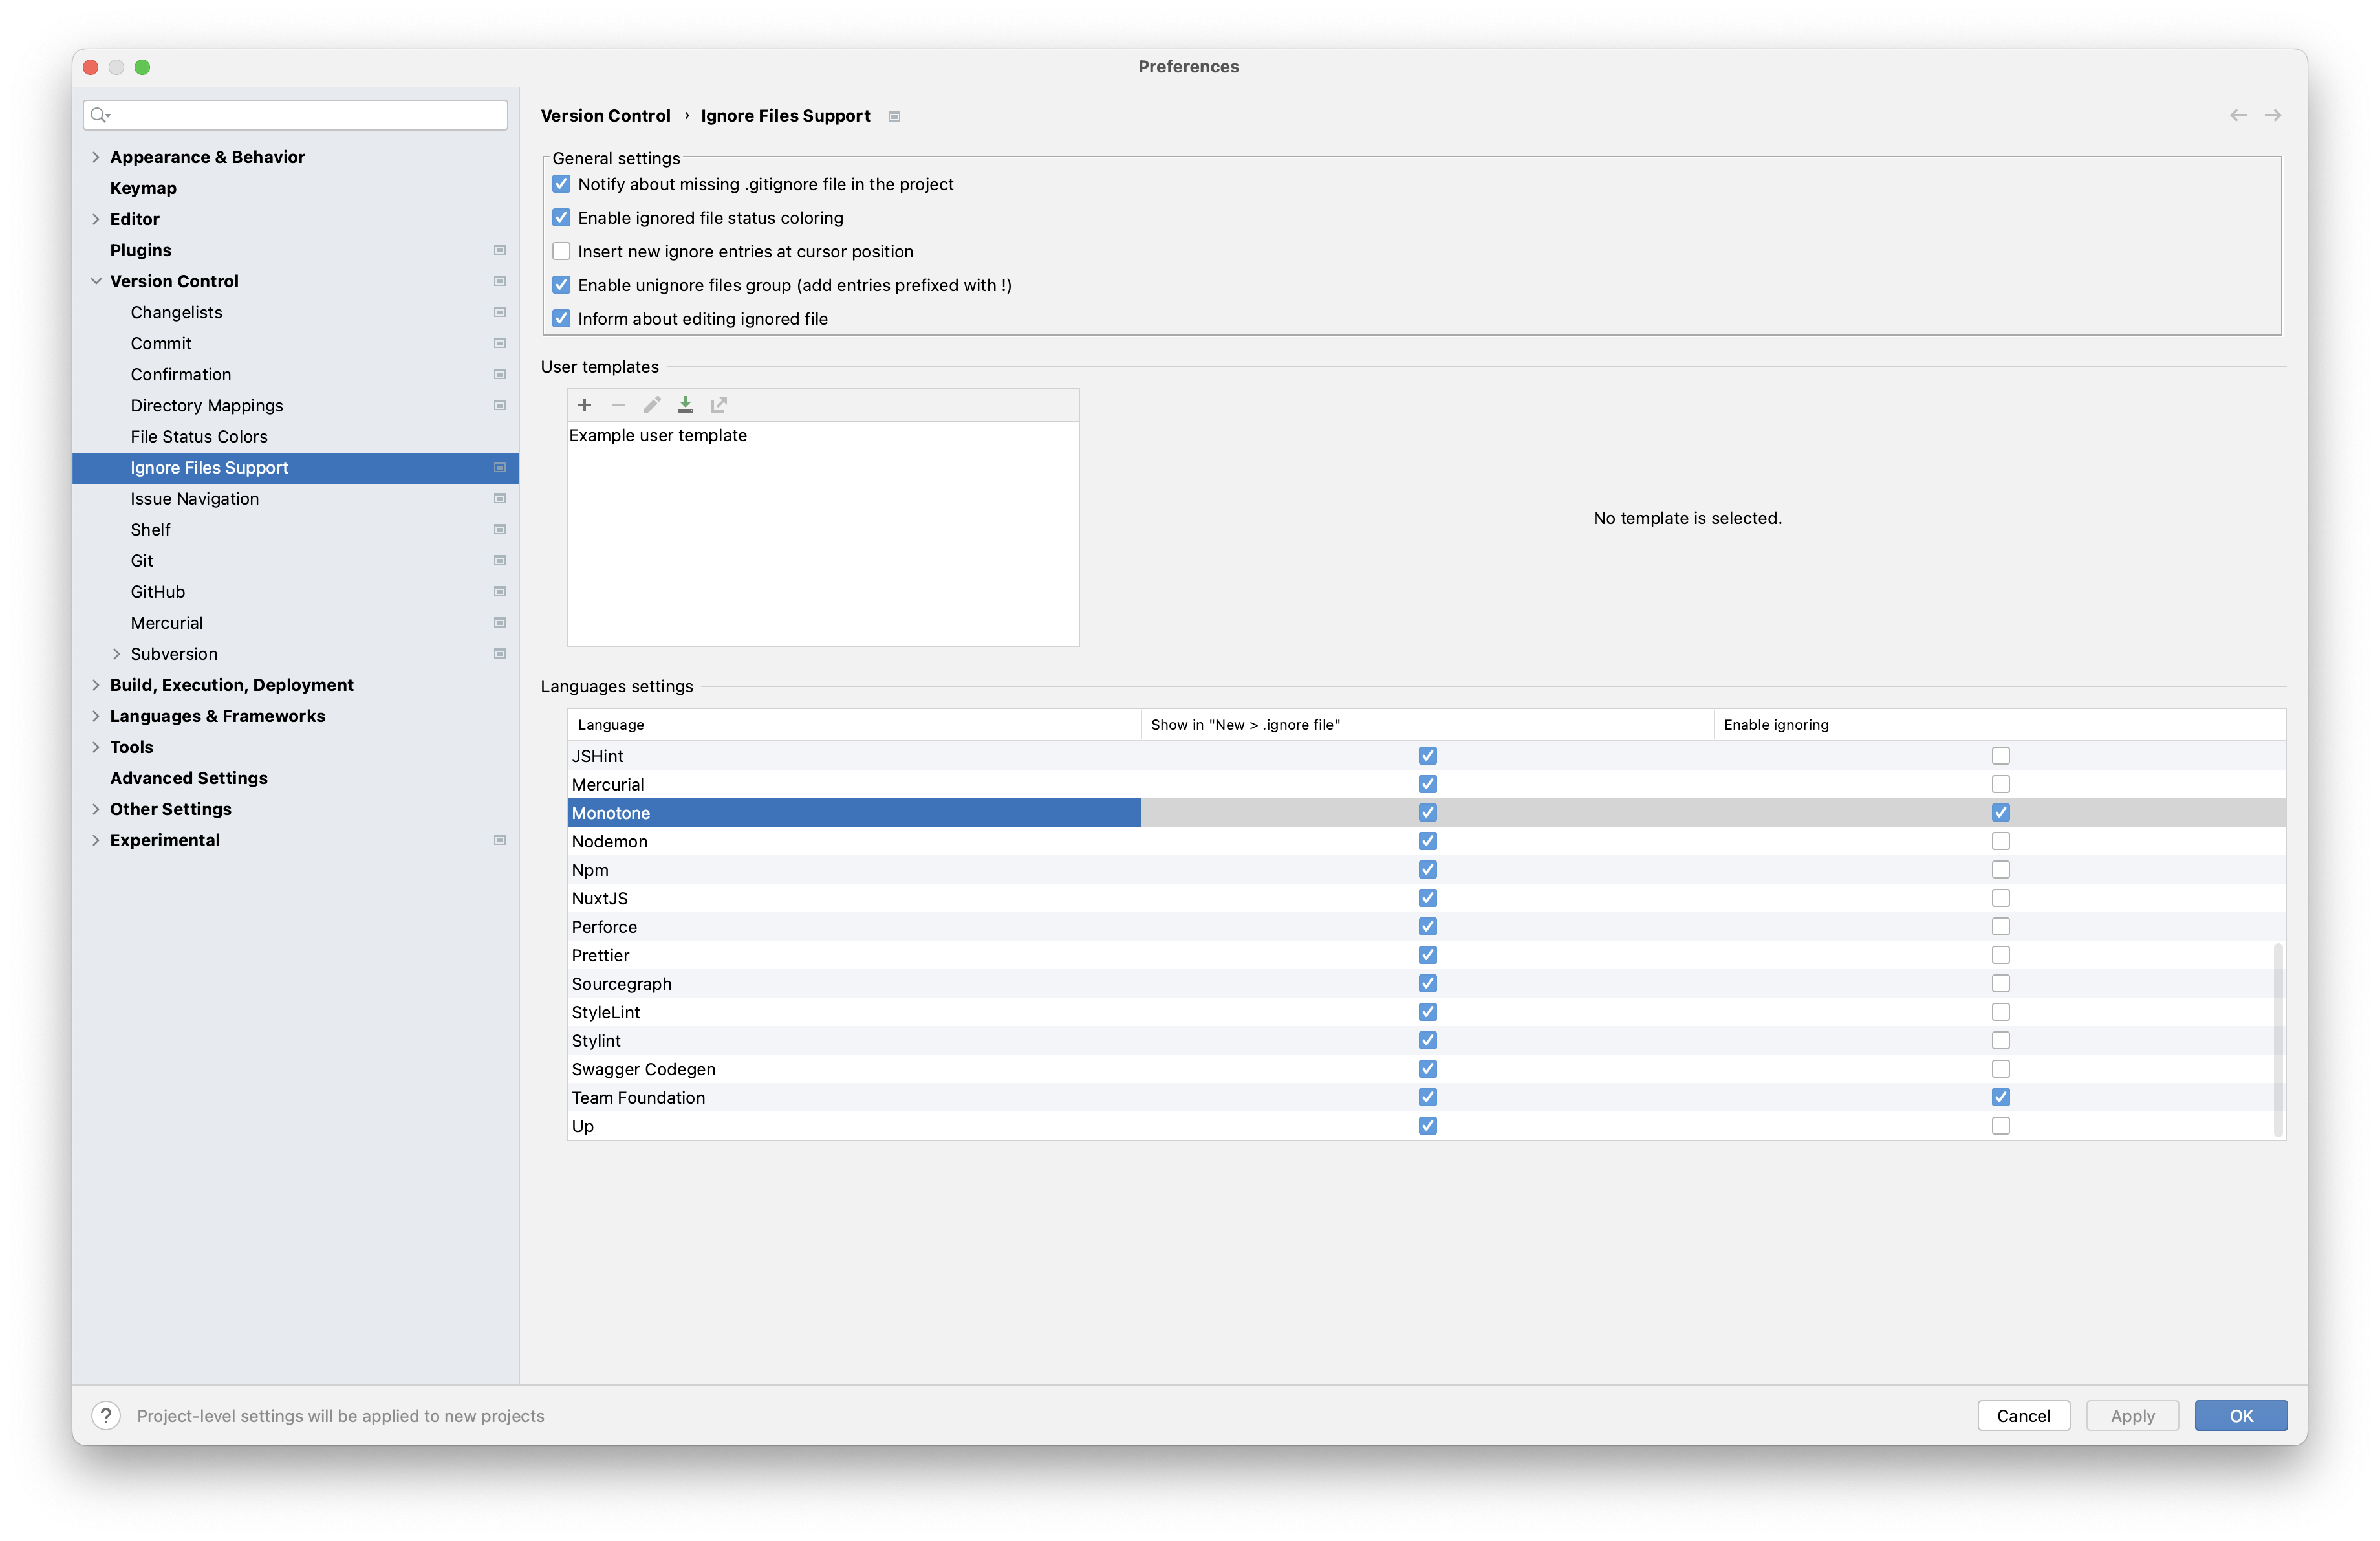 Preferences
Appearance & Behavior
Keymap
Editor
Plugins
Version Control
Changelists
Commit
Confirmation
Directory Mappings
File Status Colors
Ignore Files Support
Issue Navigation
Shelf
Git
GitHub
Mercurial
Subversion
Build, Execution, Deployment
Languages & Frameworks
Tools
Advanced Settings
Other Settings
Experimental
Version Control › Ignore Files Support
General settings
Notify about missing .gitignore file in the project
Enable ignored file status coloring
Insert new ignore entries at cursor position
Enable unignore files group (add entries prefixed with !)
Inform about editing ignored file
User templates
Example user template
No template is selected.
Languages settings
Language Show in "New > .ignore file" Enable ignoring
JSHint
Mercurial
Monotone
Nodemon
Npm
NuxtJS
Perforce
Prettier
Sourcegraph
StyleLint
Stylint
Swagger Codegen
Team Foundation
Up
? Project-level settings will be applied to new projects
Cancel Apply OK